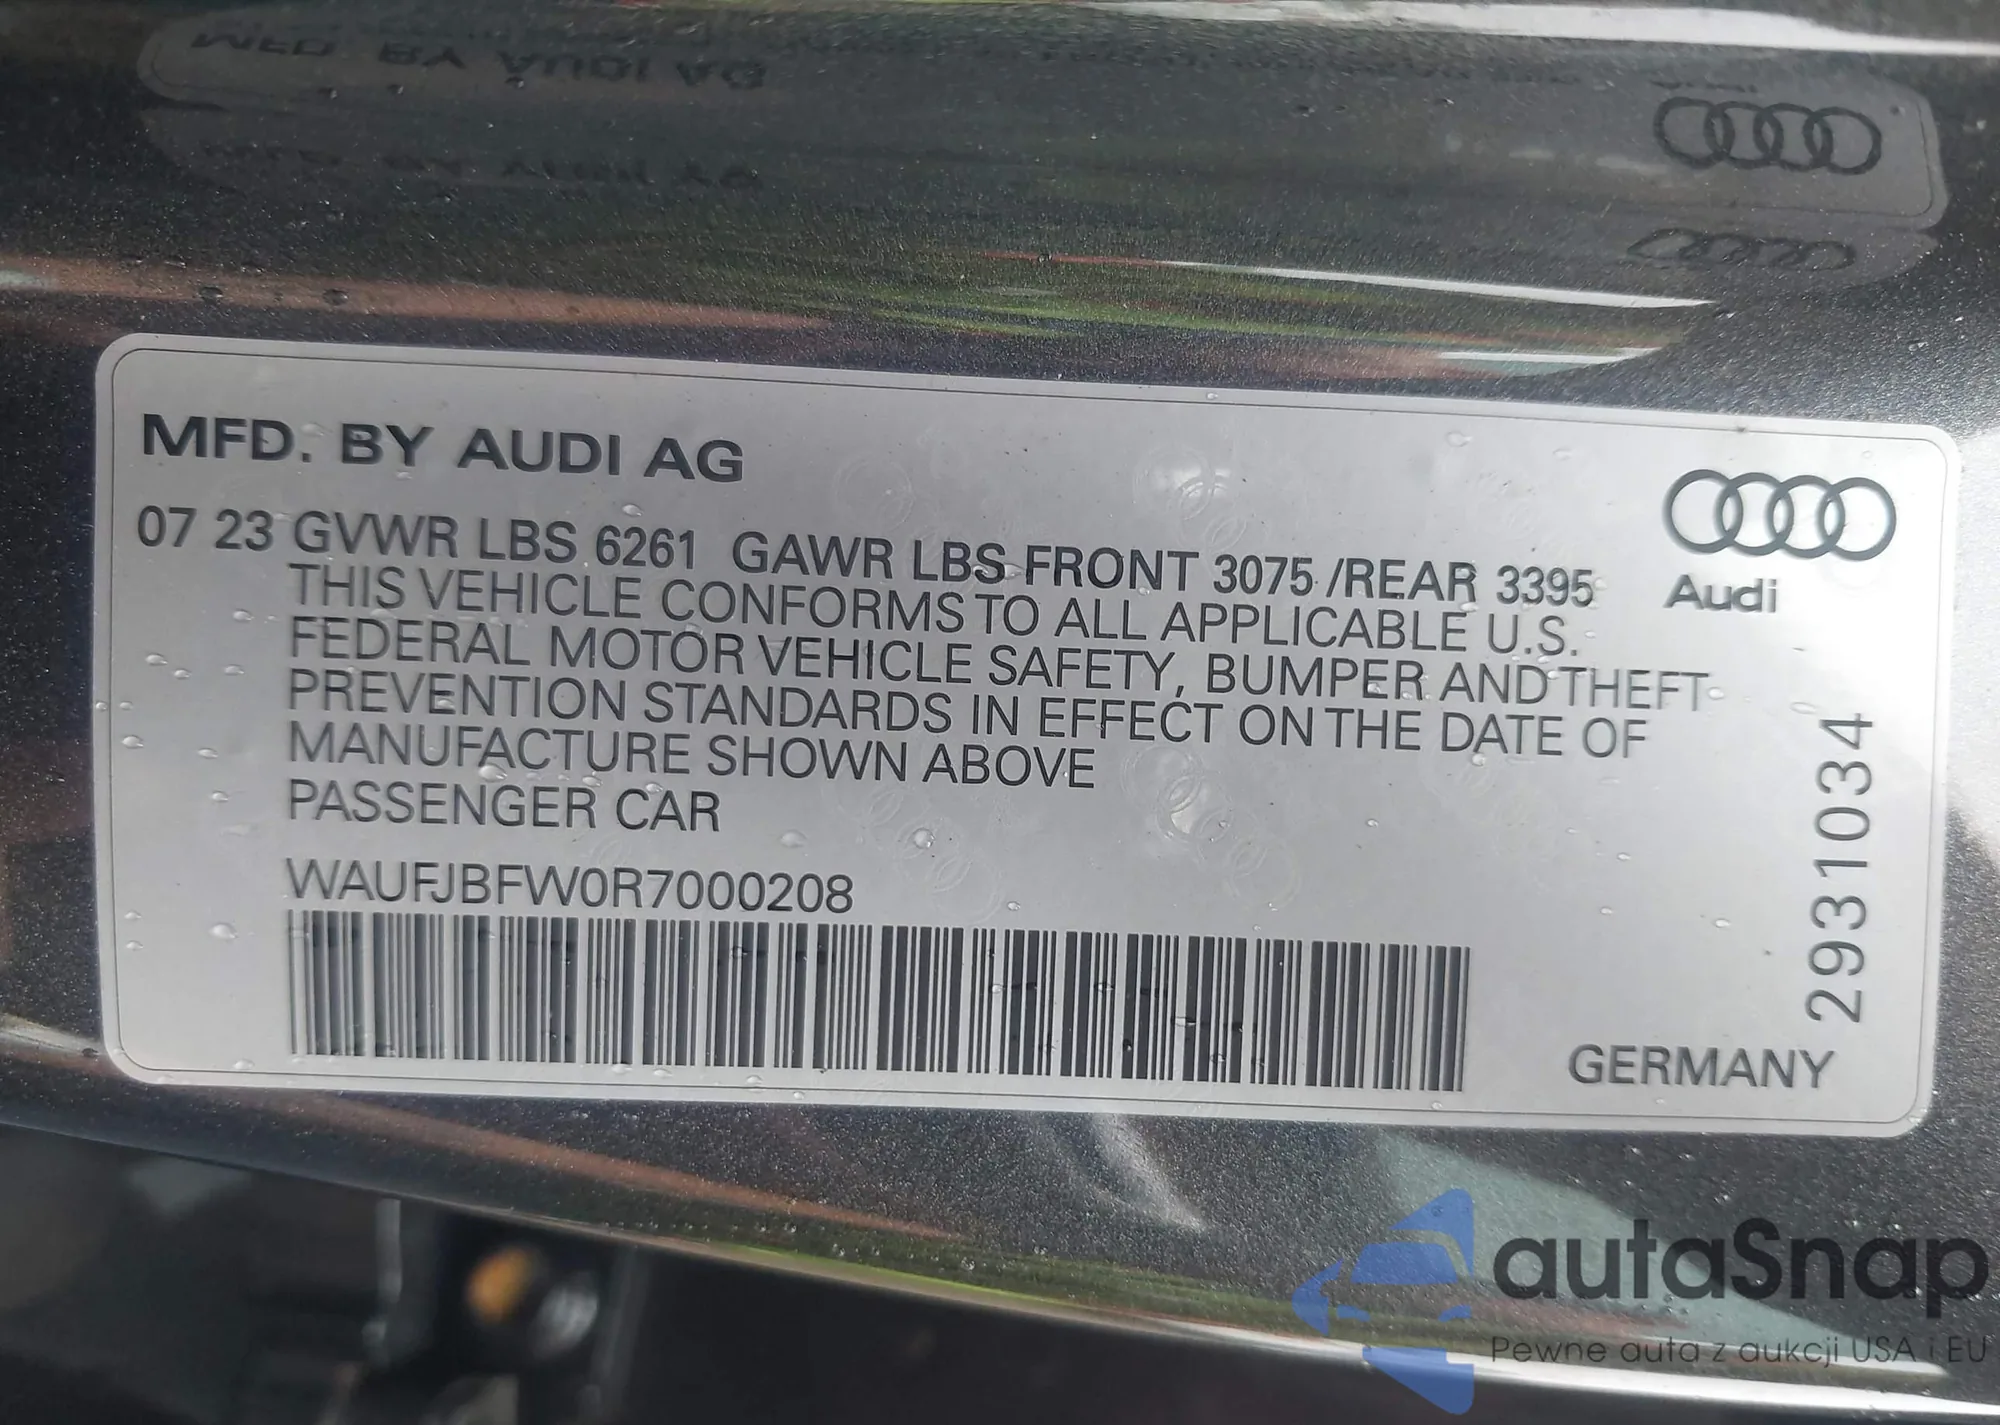 MFD. BY AUDI AG
07 23 GVWR LBS 6261 GAWR LBS FRONT 3075 /REAR 3395
THIS VEHICLE CONFORMS TO ALL APPLICABLE U.S.
FEDERAL MOTOR VEHICLE SAFETY, BUMPER AND THEFT
PREVENTION STANDARDS IN EFFECT ON THE DATE OF
MANUFACTURE SHOWN ABOVE
PASSENGER CAR
WAUFJBFW0R7000208
Audi
2931034
GERMANY
autaSnap
Pewne auta z aukcji USA i EU